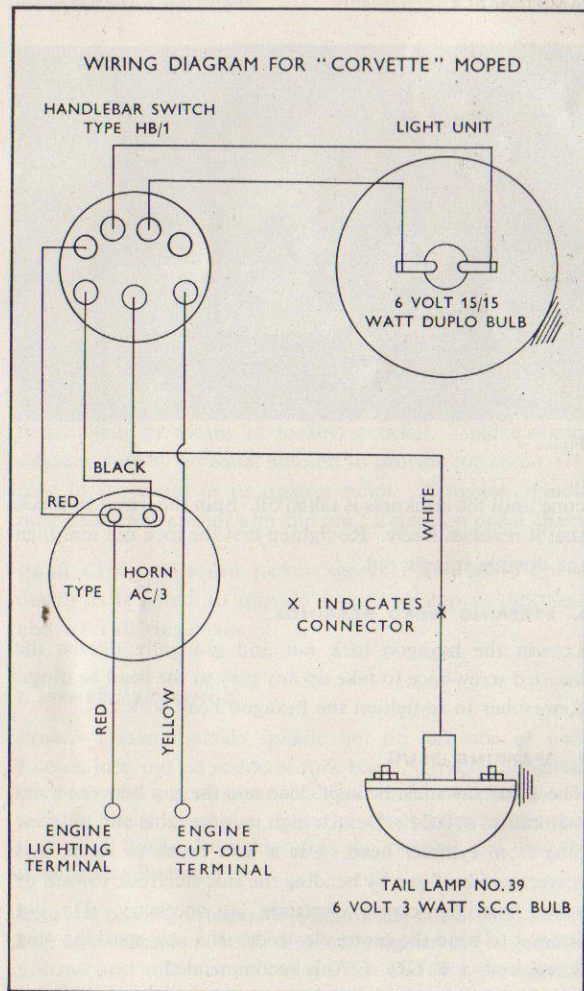 WIRING DIAGRAM FOR "CORVETTE" MOPED
HANDLEBAR SWITCH
TYPE HB/1
LIGHT UNIT
6 VOLT 15/15
WATT DUPLO BULB
BLACK
RED
WHITE
TYPE
HORN
AC/3
X INDICATES
CONNECTOR
RED
YELLOW
ENGINE
LIGHTING
TERMINAL
ENGINE
CUT-OUT
TERMINAL
TAIL LAMP NO. 39
6 VOLT 3 WATT S.C.C. BULB